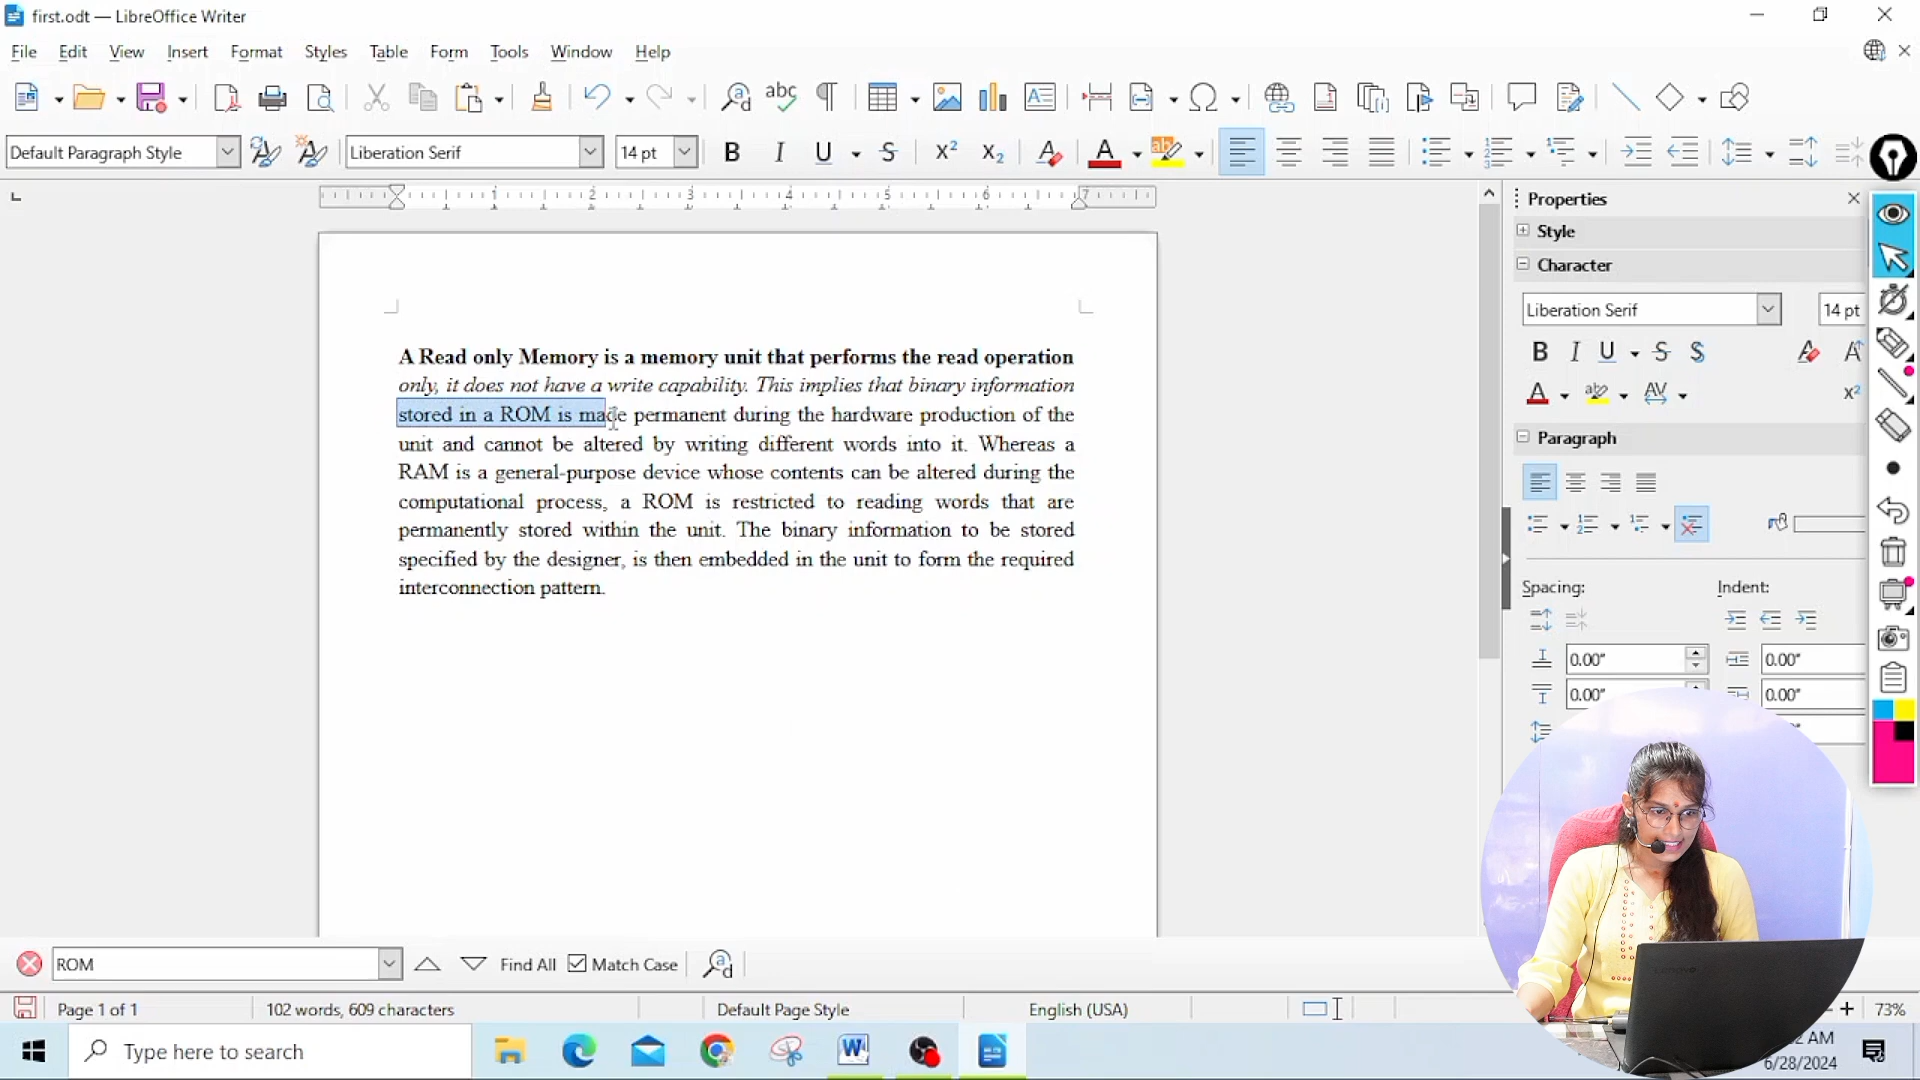 first.odt — LibreOffice Writer
File Edit View Insert Format Styles Table Form Tools Window Help
Default Paragraph Style Liberation Serif 14 pt
Properties
Style
Character
Liberation Serif 14 pt
Paragraph
Spacing: Indent:
0.00" 0.00"
0.00" 0.00"
A Read only Memory is a memory unit that performs the read operation
only, it does not have a write capability. This implies that binary information
stored in a ROM is made permanent during the hardware production of the
unit and cannot be altered by writing different words into it. Whereas a
RAM is a general-purpose device whose contents can be altered during the
computational process, a ROM is restricted to reading words that are
permanently stored within the unit. The binary information to be stored
specified by the designer, is then embedded in the unit to form the required
interconnection pattern.
ROM Find All Match Case
Page 1 of 1 102 words, 609 characters Default Page Style English (USA) 73%
Type here to search
AM
6/28/2024